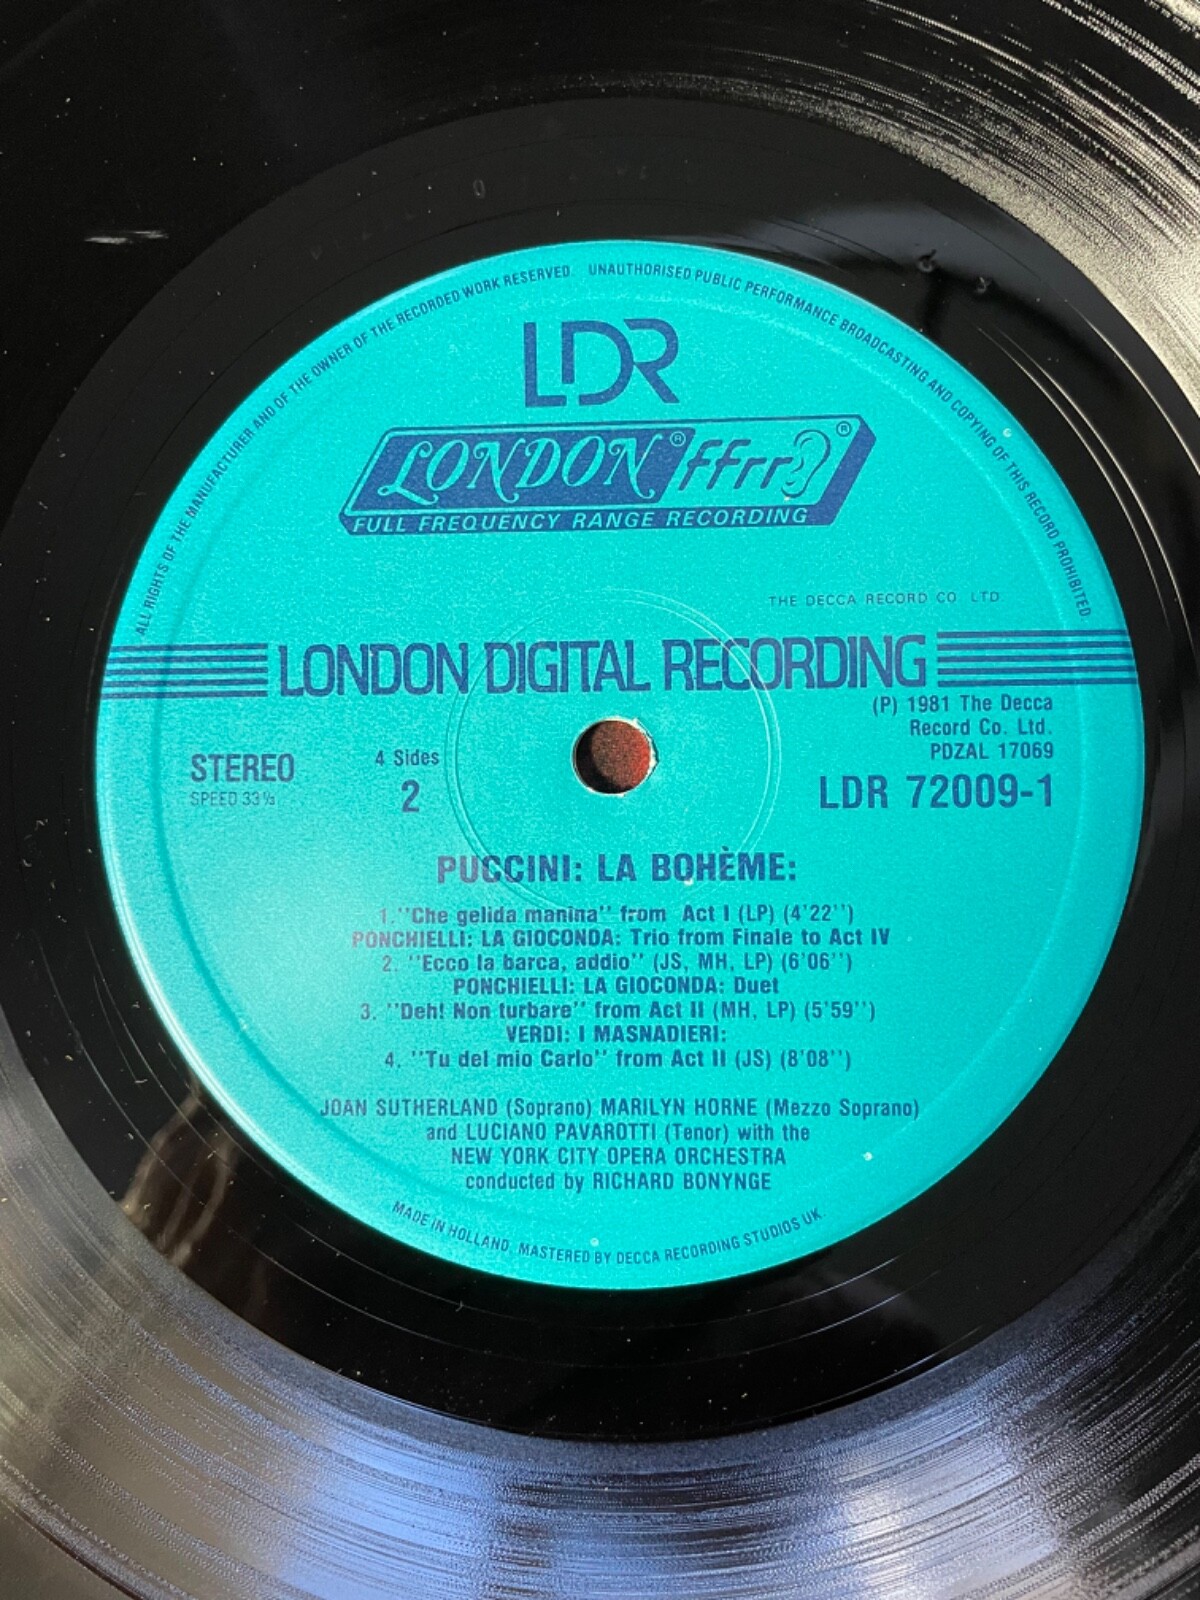 ALL RIGHTS OF THE MANUFACTURER AND OF THE OWNER OF THE RECORDED WORK RESERVED. UNAUTHORISED PUBLIC PERFORMANCE BROADCASTING AND COPYING OF THIS RECORD PROHIBITED
LDR
LONDON® ffrr®
FULL FREQUENCY RANGE RECORDING
THE DECCA RECORD CO. LTD.
LONDON DIGITAL RECORDING
(P) 1981 The Decca
Record Co. Ltd.
PDZAL 17069
STEREO
SPEED 33⅓
4 Sides
2
LDR 72009-1
PUCCINI: LA BOHÈME:
1. "Che gelida manina" from Act I (LP) (4'22")
PONCHIELLI: LA GIOCONDA: Trio from Finale to Act IV
2. "Ecco la barca, addio" (JS, MH, LP) (6'06")
PONCHIELLI: LA GIOCONDA: Duet
3. "Deh! Non turbare" from Act II (MH, LP) (5'59")
VERDI: I MASNADIERI:
4. "Tu del mio Carlo" from Act II (JS) (8'08")
JOAN SUTHERLAND (Soprano) MARILYN HORNE (Mezzo Soprano)
and LUCIANO PAVAROTTI (Tenor) with the
NEW YORK CITY OPERA ORCHESTRA
conducted by RICHARD BONYNGE
MADE IN HOLLAND. MASTERED BY DECCA RECORDING STUDIOS UK